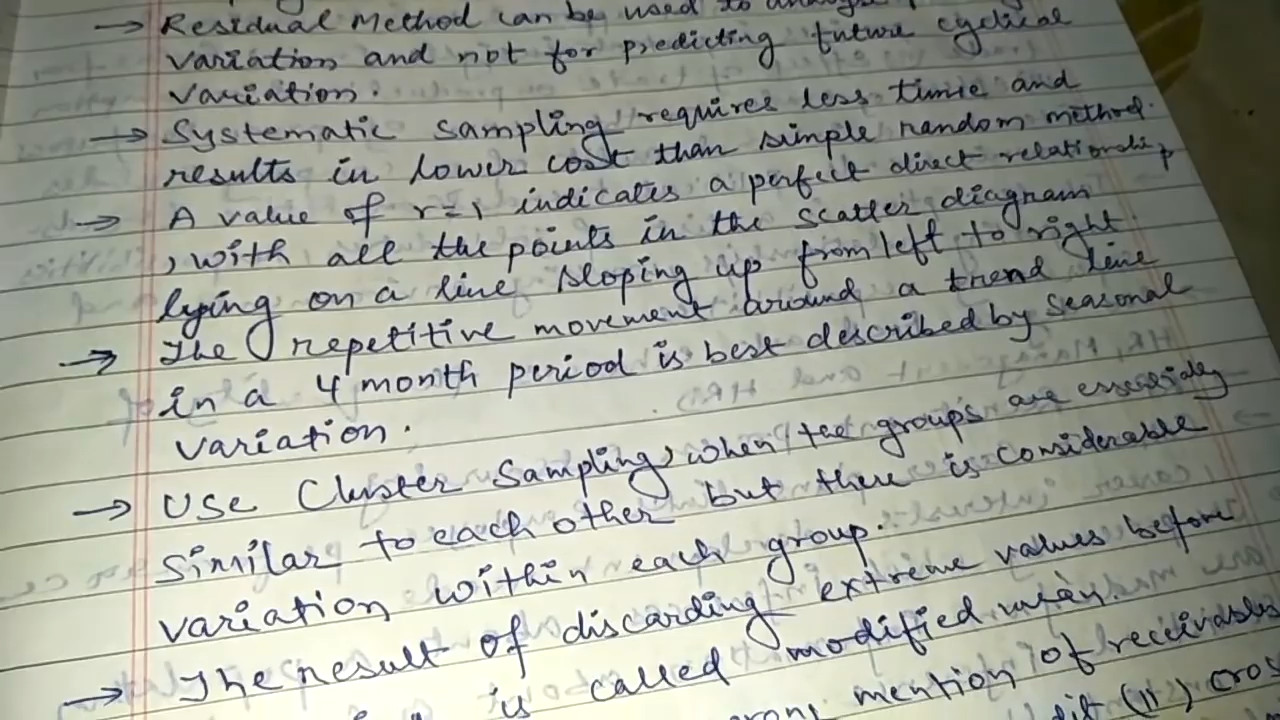 → Residual Method can be used to
variation and not for predicting future cyclical
variation.
→ Systematic sampling requires less time and
results in lower cost than simple random method.
→ A value of r=1 indicates a perfect direct relationship
, with all the points in the scatter diagram
lying on a line sloping up from left to right.
→ The repetitive movement around a trend line
in a 4 month period is best described by seasonal
variation.
→ Use Cluster Sampling, when the groups are
similar to each other but there is considerable
variation within each group.
→ The result of discarding extreme values before
is called modified mean.
mention of receivables
(11)